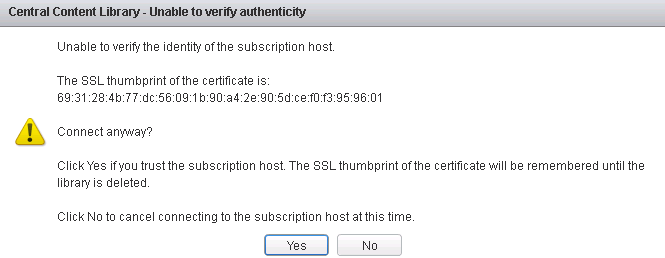 Central Content Library - Unable to verify authenticity
Unable to verify the identity of the subscription host.
The SSL thumbprint of the certificate is:
69:31:28:4b:77:dc:56:09:1b:90:a4:2e:90:5d:ce:f0:f3:95:96:01
Connect anyway?
Click Yes if you trust the subscription host. The SSL thumbprint of the certificate will be remembered until the
library is deleted.
Click No to cancel connecting to the subscription host at this time.
Yes
No